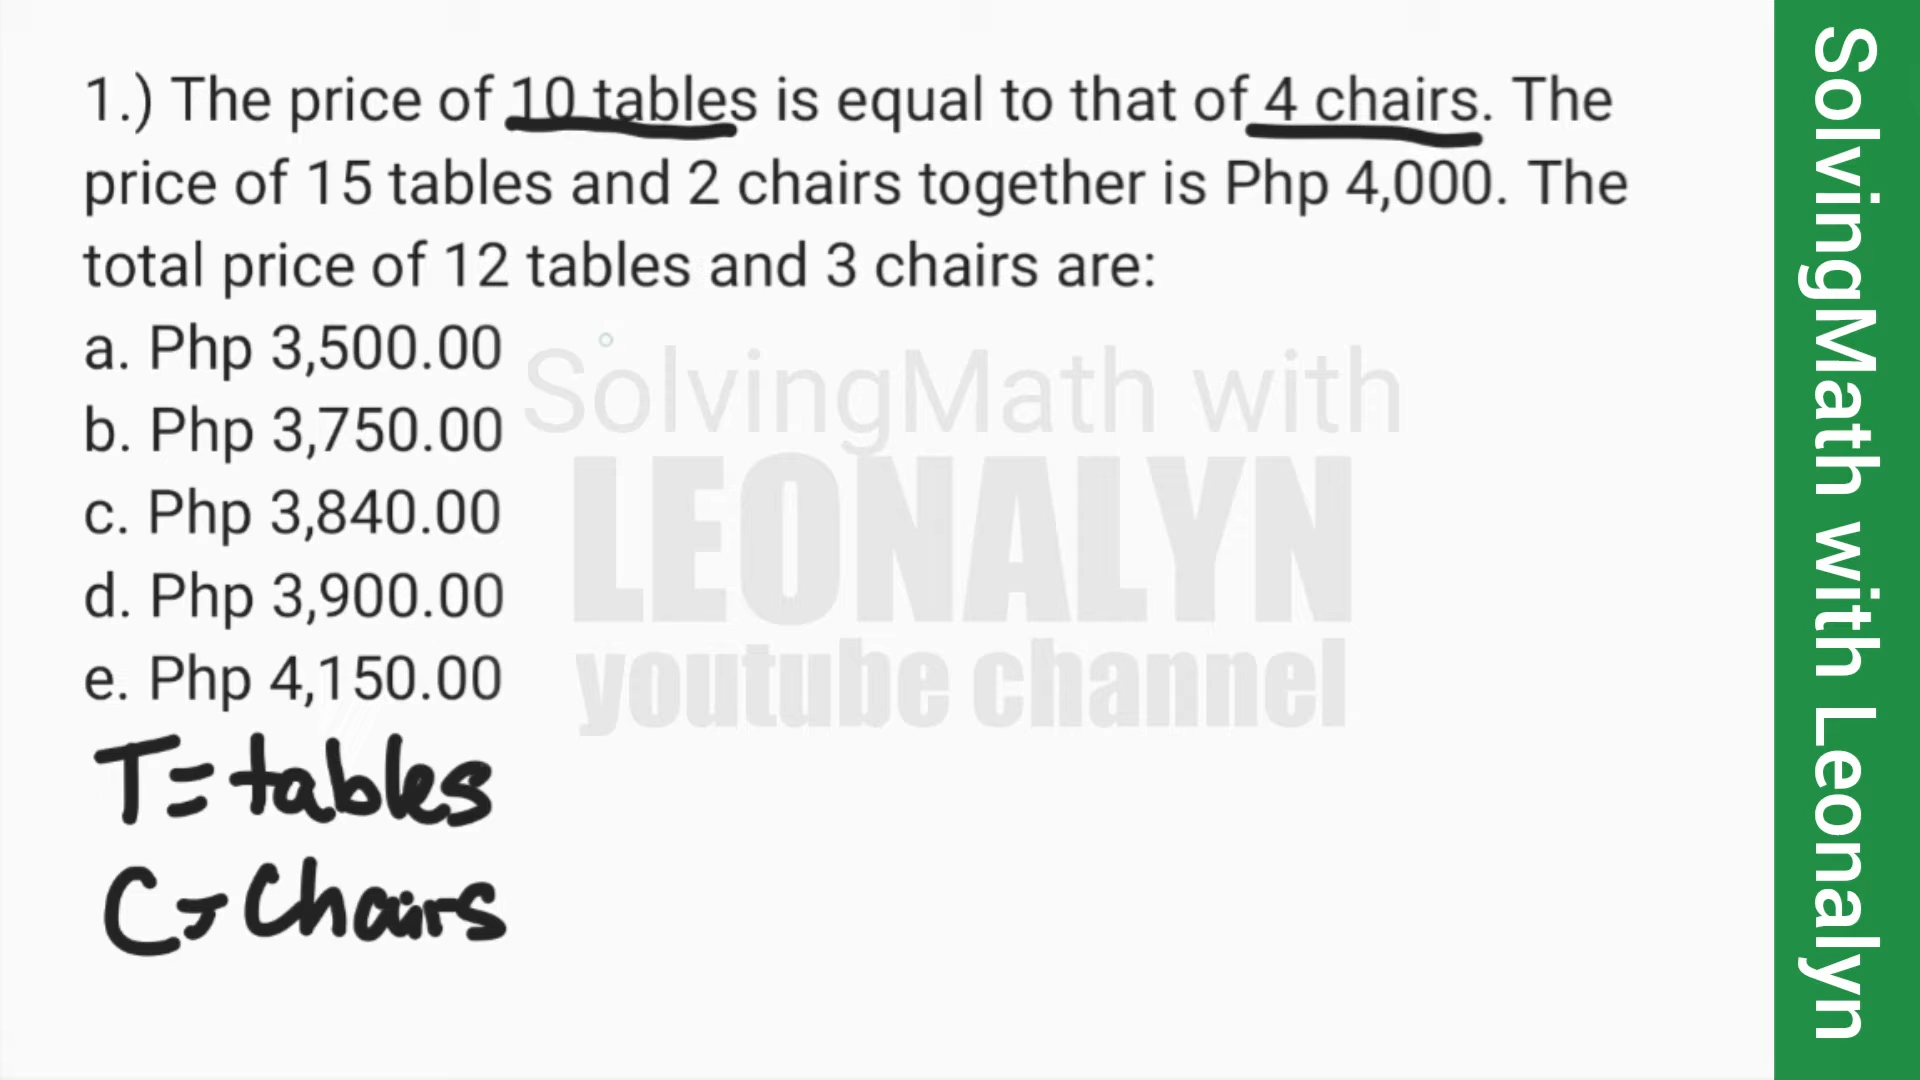 1.) The price of 10 tables is equal to that of 4 chairs. The
price of 15 tables and 2 chairs together is Php 4,000. The
total price of 12 tables and 3 chairs are:
a. Php 3,500.00
b. Php 3,750.00
c. Php 3,840.00
d. Php 3,900.00
e. Php 4,150.00
T= tables
C= Chairs
SolvingMath with
LEONALYN
youtube channel
SolvingMath with Leonalyn